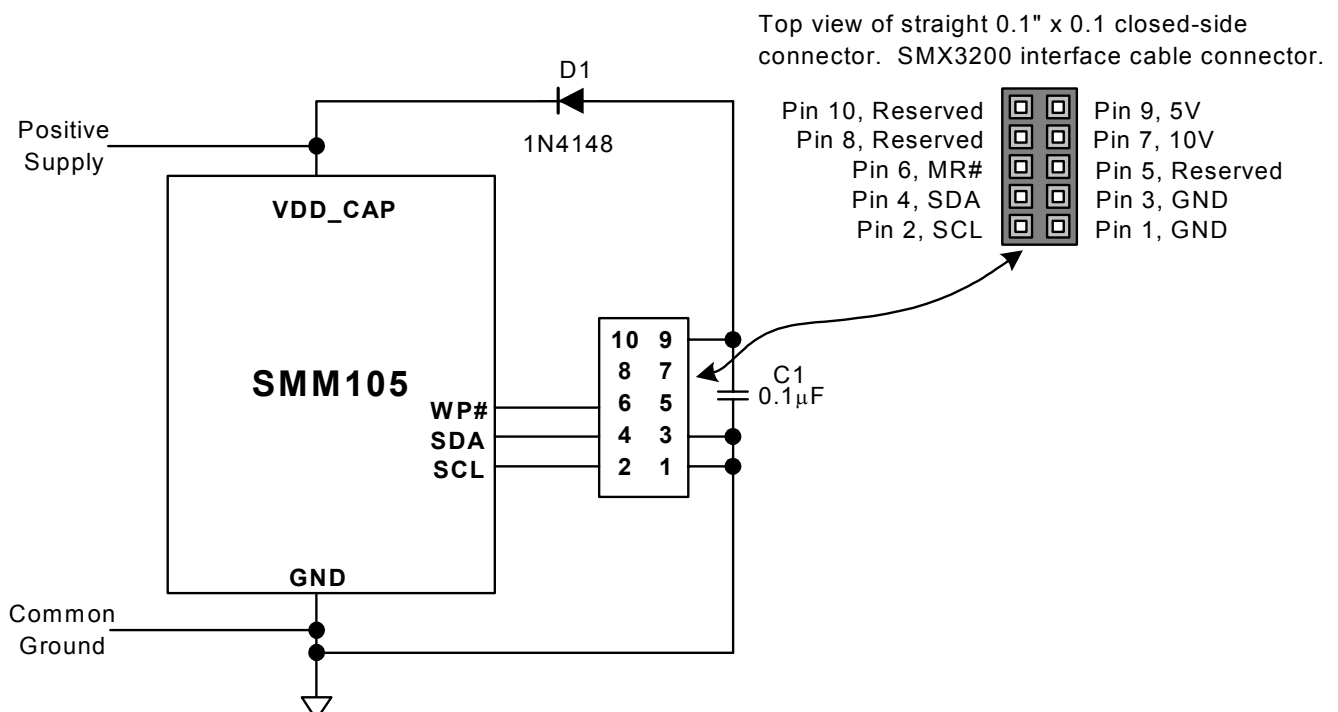 Top view of straight 0.1" x 0.1 closed-side
connector. SMX3200 interface cable connector.
D1
1N4148
Positive
Supply
Pin 10, Reserved
Pin 9, 5V
Pin 8, Reserved
Pin 7, 10V
Pin 6, MR#
Pin 5, Reserved
Pin 4, SDA
Pin 3, GND
Pin 2, SCL
Pin 1, GND
VDD_CAP
SMM105
WP#
SDA
SCL
GND
10 9
8 7
6 5
4 3
2 1
C1
0.1μF
Common
Ground